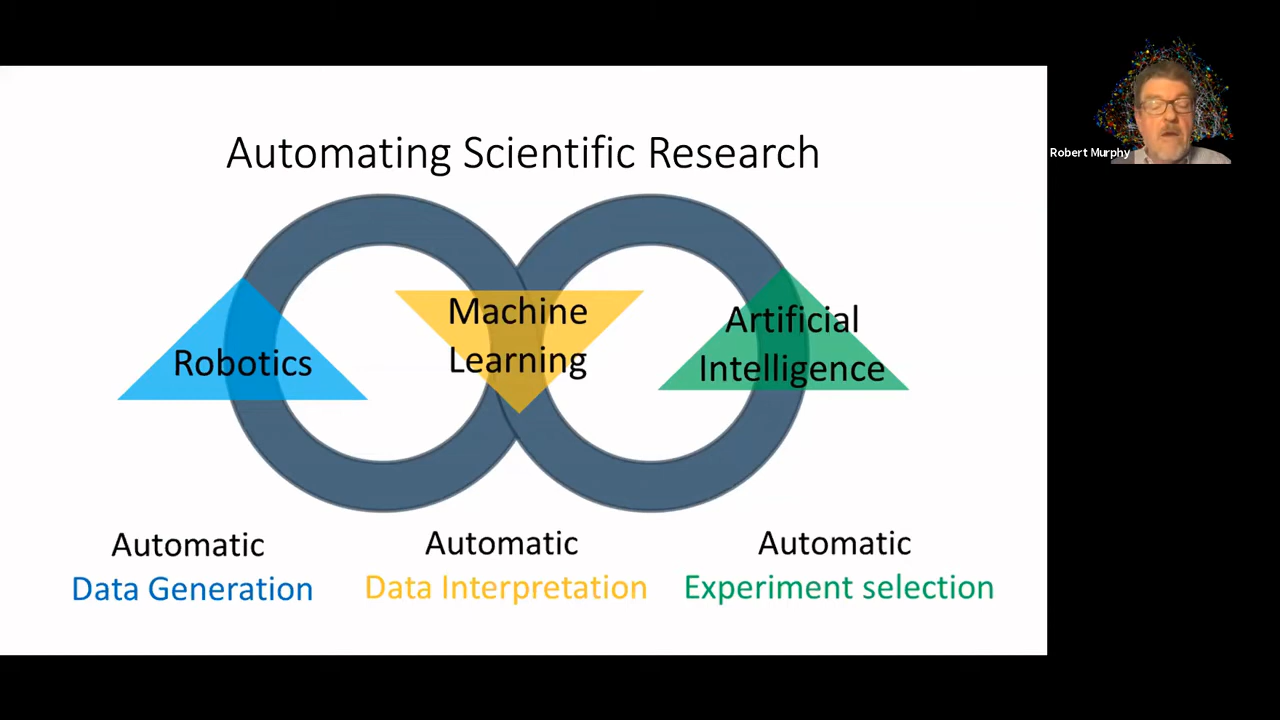 Automating Scientific Research
Robotics
Machine
Learning
Artificial
Intelligence
Automatic
Data Generation
Automatic
Data Interpretation
Automatic
Experiment selection
Robert Murphy